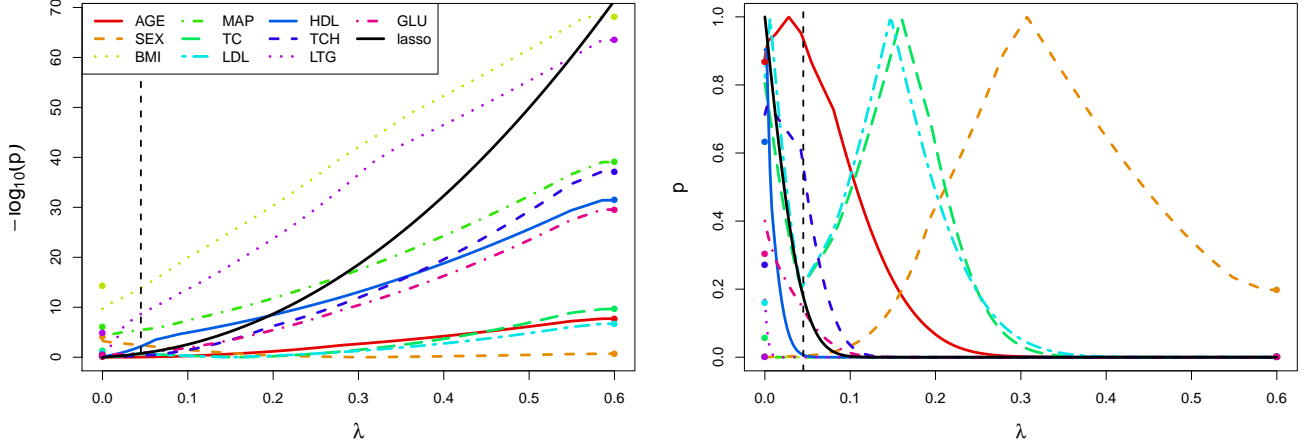 AGE MAP HDL GLU
SEX TC TCH lasso
BMI LDL LTG
70
60
50
40
30
20
10
0
−log10(p)
0.0 0.1 0.2 0.3 0.4 0.5 0.6
λ
1.0
0.8
0.6
0.4
0.2
0.0
p
0.0 0.1 0.2 0.3 0.4 0.5 0.6
λ